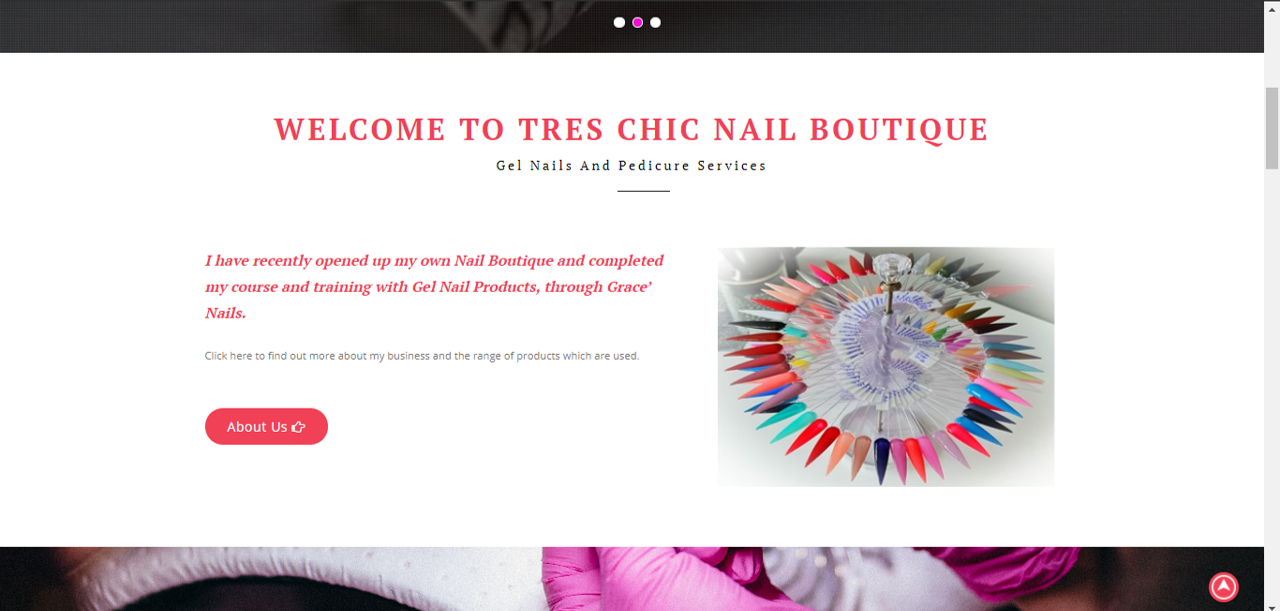 WELCOME TO TRES CHIC NAIL BOUTIQUE
Gel Nails And Pedicure Services
I have recently opened up my own Nail Boutique and completed
my course and training with Gel Nail Products, through Grace’
Nails.
Click here to find out more about my business and the range of products which are used.
About Us